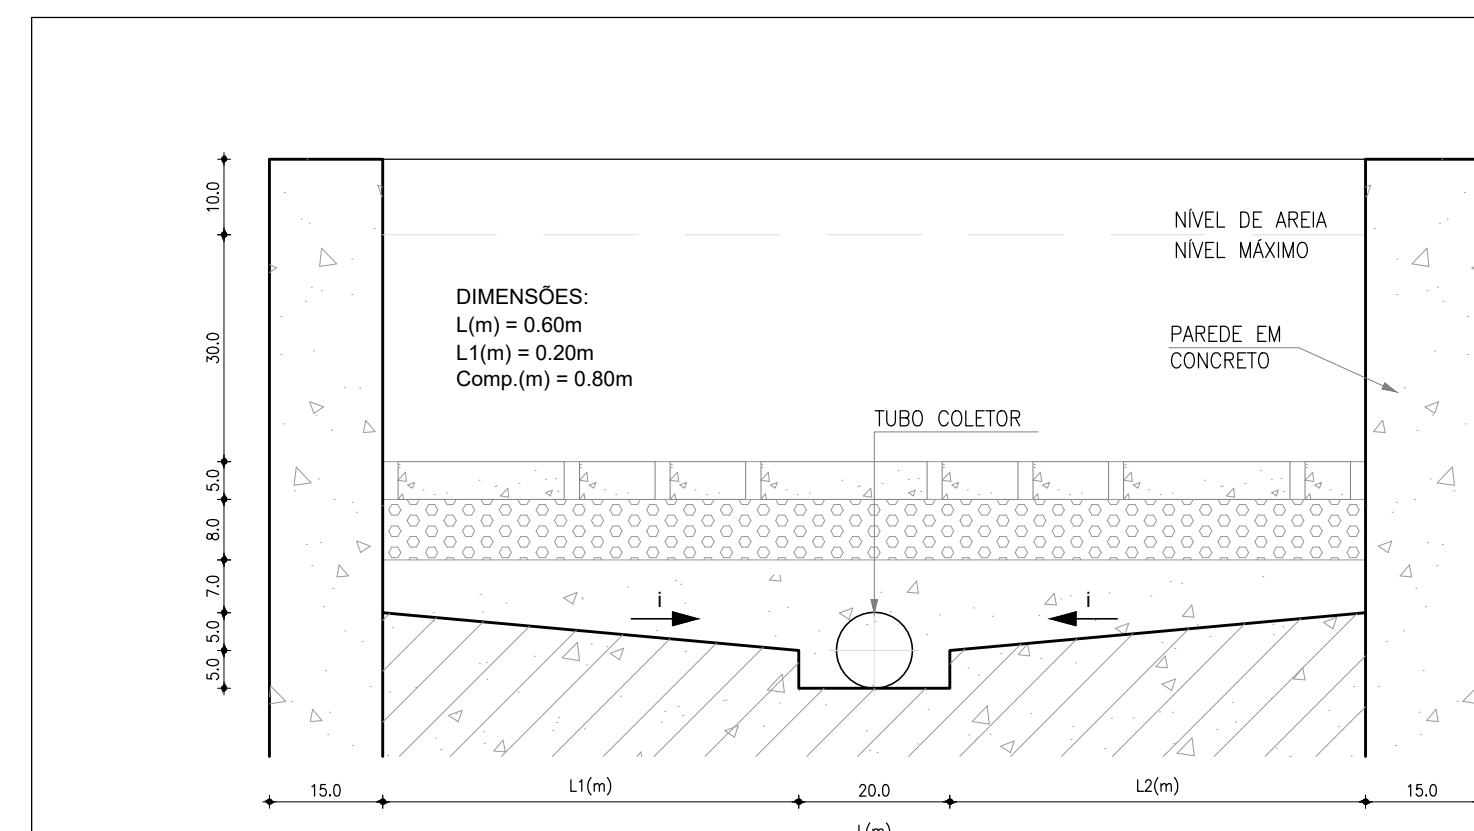 10.0
30.0
5.0
8.0
7.0
5.0
5.0
NÍVEL DE AREIA
NÍVEL MÁXIMO
DIMENSÕES:
L(m) = 0.60m
L1(m) = 0.20m
Comp.(m) = 0.80m
PAREDE EM
CONCRETO
TUBO COLETOR
i
i
15.0
L1(m)
20.0
L2(m)
15.0
L(m)